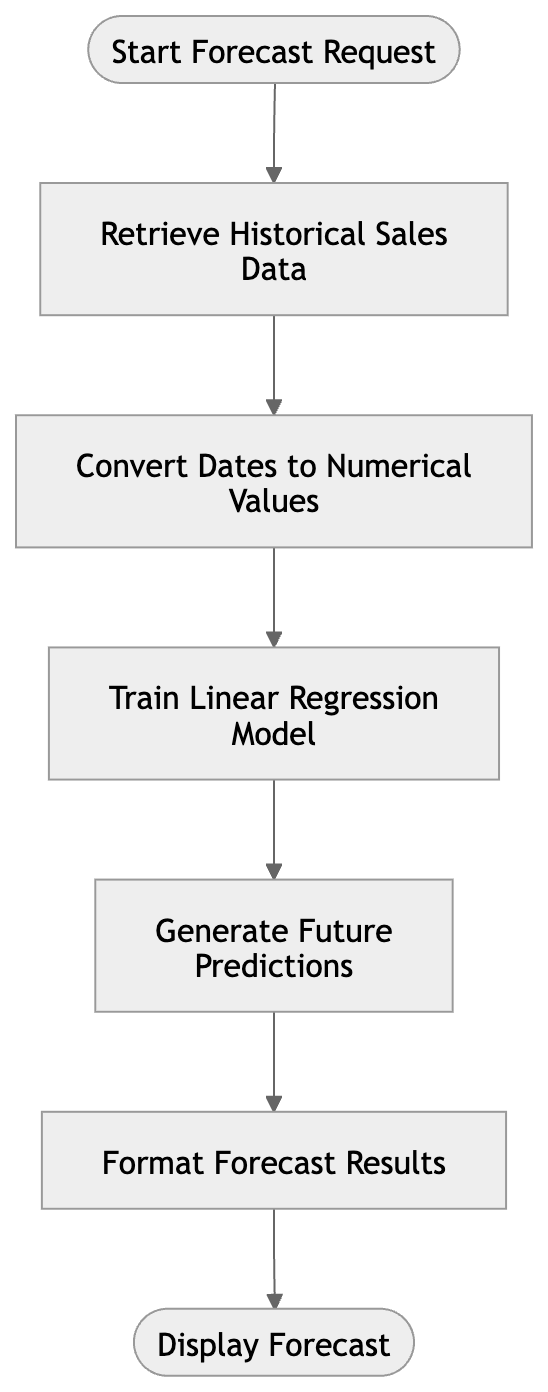 Start Forecast Request
Retrieve Historical Sales
Data
Convert Dates to Numerical
Values
Train Linear Regression
Model
Generate Future
Predictions
Format Forecast Results
Display Forecast